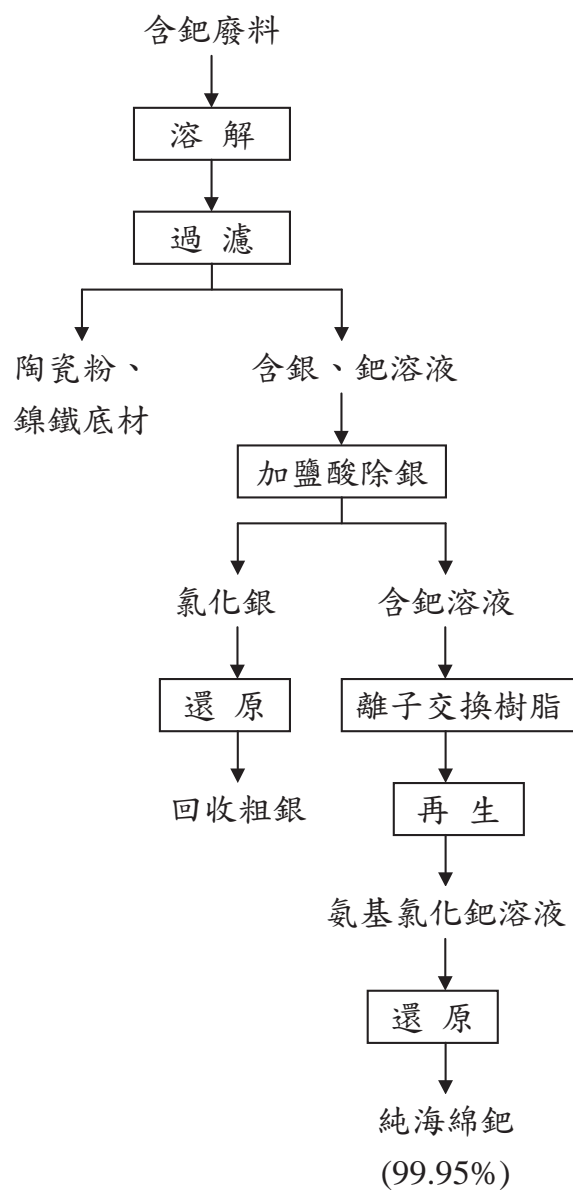 含鈀廢料
溶 解
過 濾
陶瓷粉、
鎳鐵底材
含銀、鈀溶液
加鹽酸除銀
氯化銀
含鈀溶液
還 原
離子交換樹脂
回收粗銀
再 生
氨基氯化鈀溶液
還 原
純海綿鈀
(99.95%)